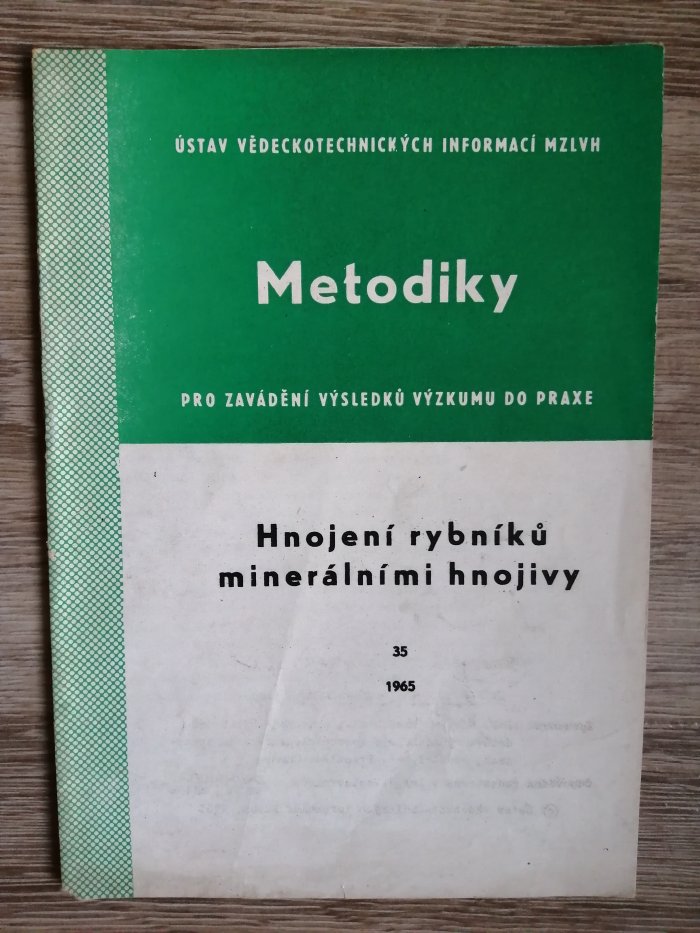 ÚSTAV VĚDECKOTECHNICKÝCH INFORMACÍ MZLVH
Metodiky
PRO ZAVÁDĚNÍ VÝSLEDKŮ VÝZKUMU DO PRAXE
Hnojení rybníků
minerálními hnojivy
35
1965